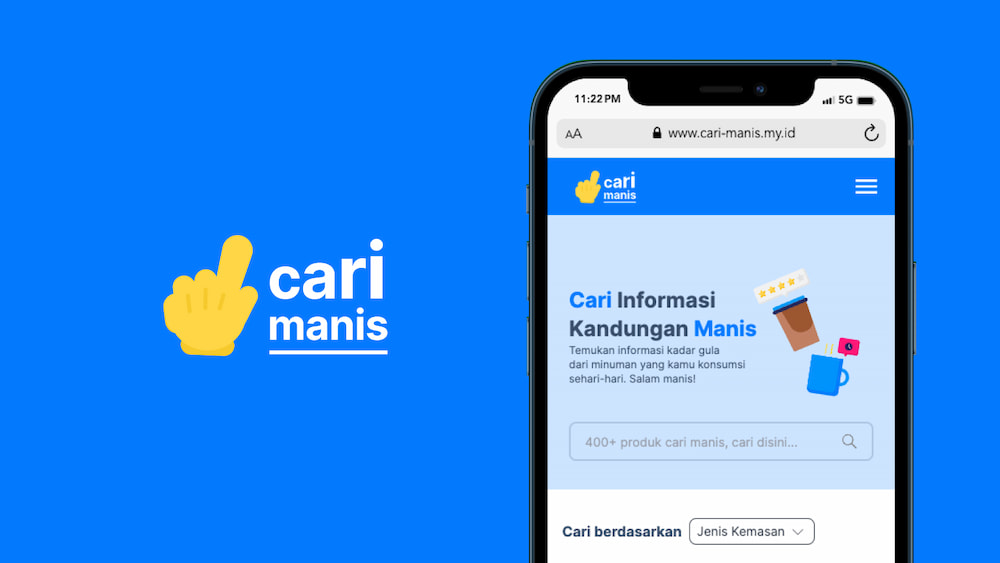 cari
manis
11:22 PM
5G
AA
www.cari-manis.my.id
cari
manis
Cari Informasi
Kandungan Manis
Temukan informasi kadar gula
dari minuman yang kamu konsumsi
sehari-hari. Salam manis!
400+ produk cari manis, cari disini...
Cari berdasarkan
Jenis Kemasan